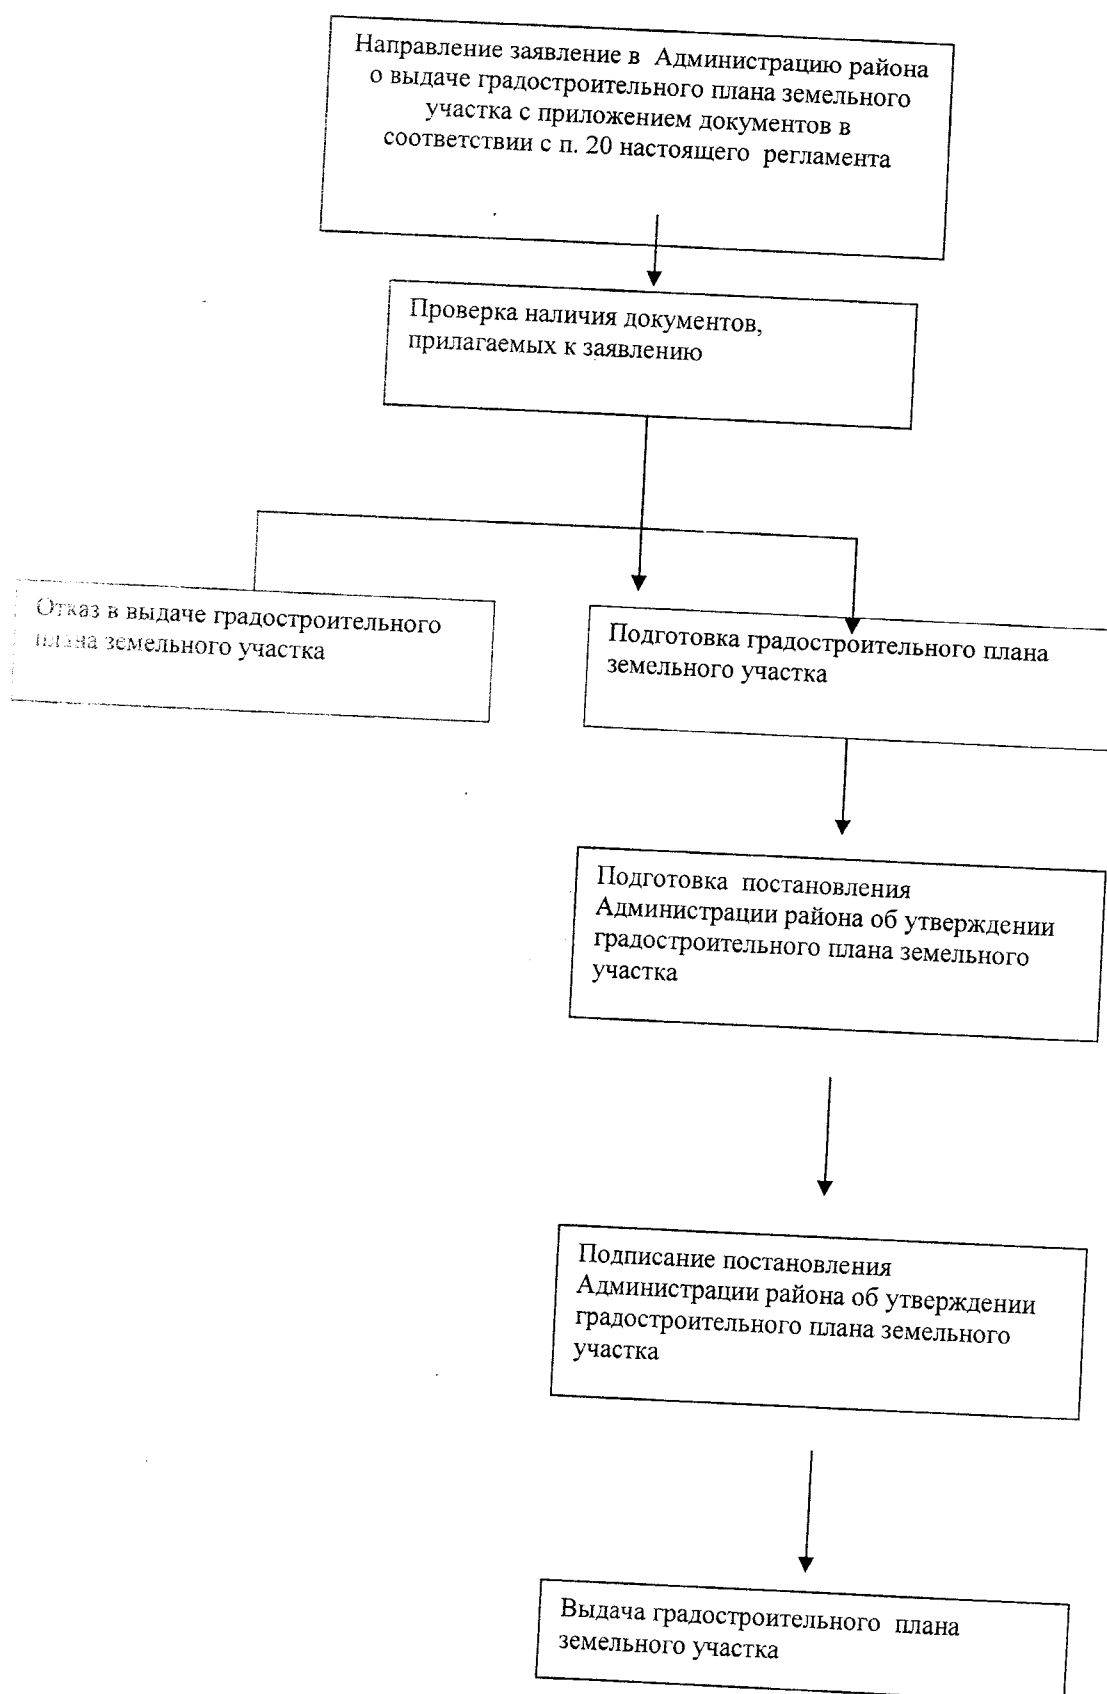 Направление заявление в Администрацию района
о выдаче градостроительного плана земельного
участка с приложением документов в
соответствии с п. 20 настоящего регламента
Проверка наличия документов,
прилагаемых к заявлению
Отказ в выдаче градостроительного
плана земельного участка
Подготовка градостроительного плана
земельного участка
Подготовка постановления
Администрации района об утверждении
градостроительного плана земельного
участка
Подписание постановления
Администрации района об утверждении
градостроительного плана земельного
участка
Выдача градостроительного плана
земельного участка